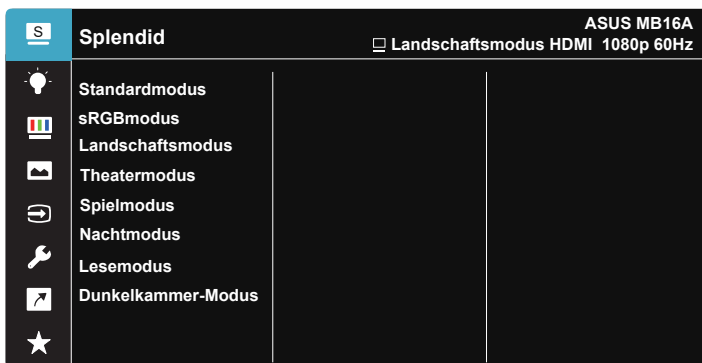 S
Splendid
ASUS MB16A
Landschaftsmodus HDMI 1080p 60Hz
Standardmodus
sRGBmodus
Landschaftsmodus
Theatermodus
Spielmodus
Nachtmodus
Lesemodus
Dunkelkammer-Modus